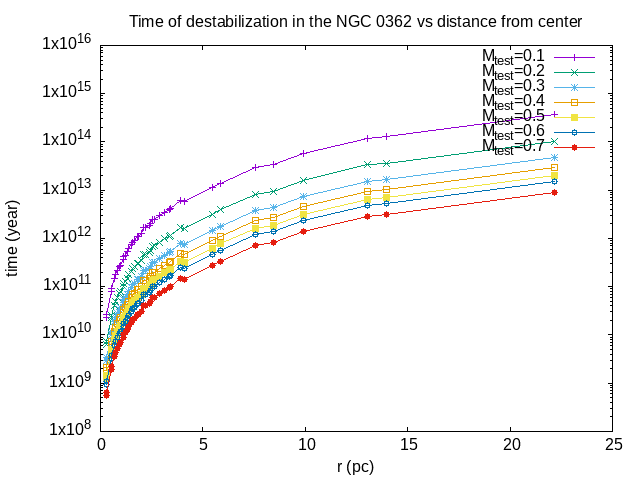 Time of destabilization in the NGC 0362 vs distance from center
1x10^16
1x10^15
1x10^14
1x10^13
1x10^12
1x10^11
1x10^10
1x10^9
1x10^8
time (year)
M_test=0.1
M_test=0.2
M_test=0.3
M_test=0.4
M_test=0.5
M_test=0.6
M_test=0.7
0 5 10 15 20 25
r (pc)